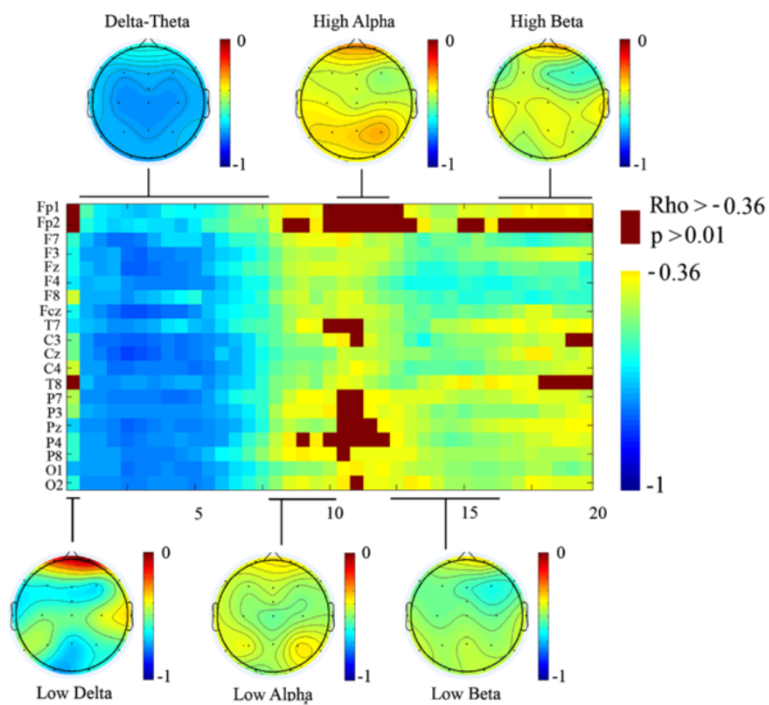 Delta-Theta
High Alpha
High Beta
0
0
0
-1
-1
-1
Fp1
Fp2
F7
F3
Fz
F4
F8
Fcz
T7
C3
Cz
C4
T8
P7
P3
Pz
P4
P8
O1
O2
Rho > -0.36
p > 0.01
-0.36
-1
5
10
15
20
0
0
0
-1
-1
-1
Low Delta
Low Alpha
Low Beta